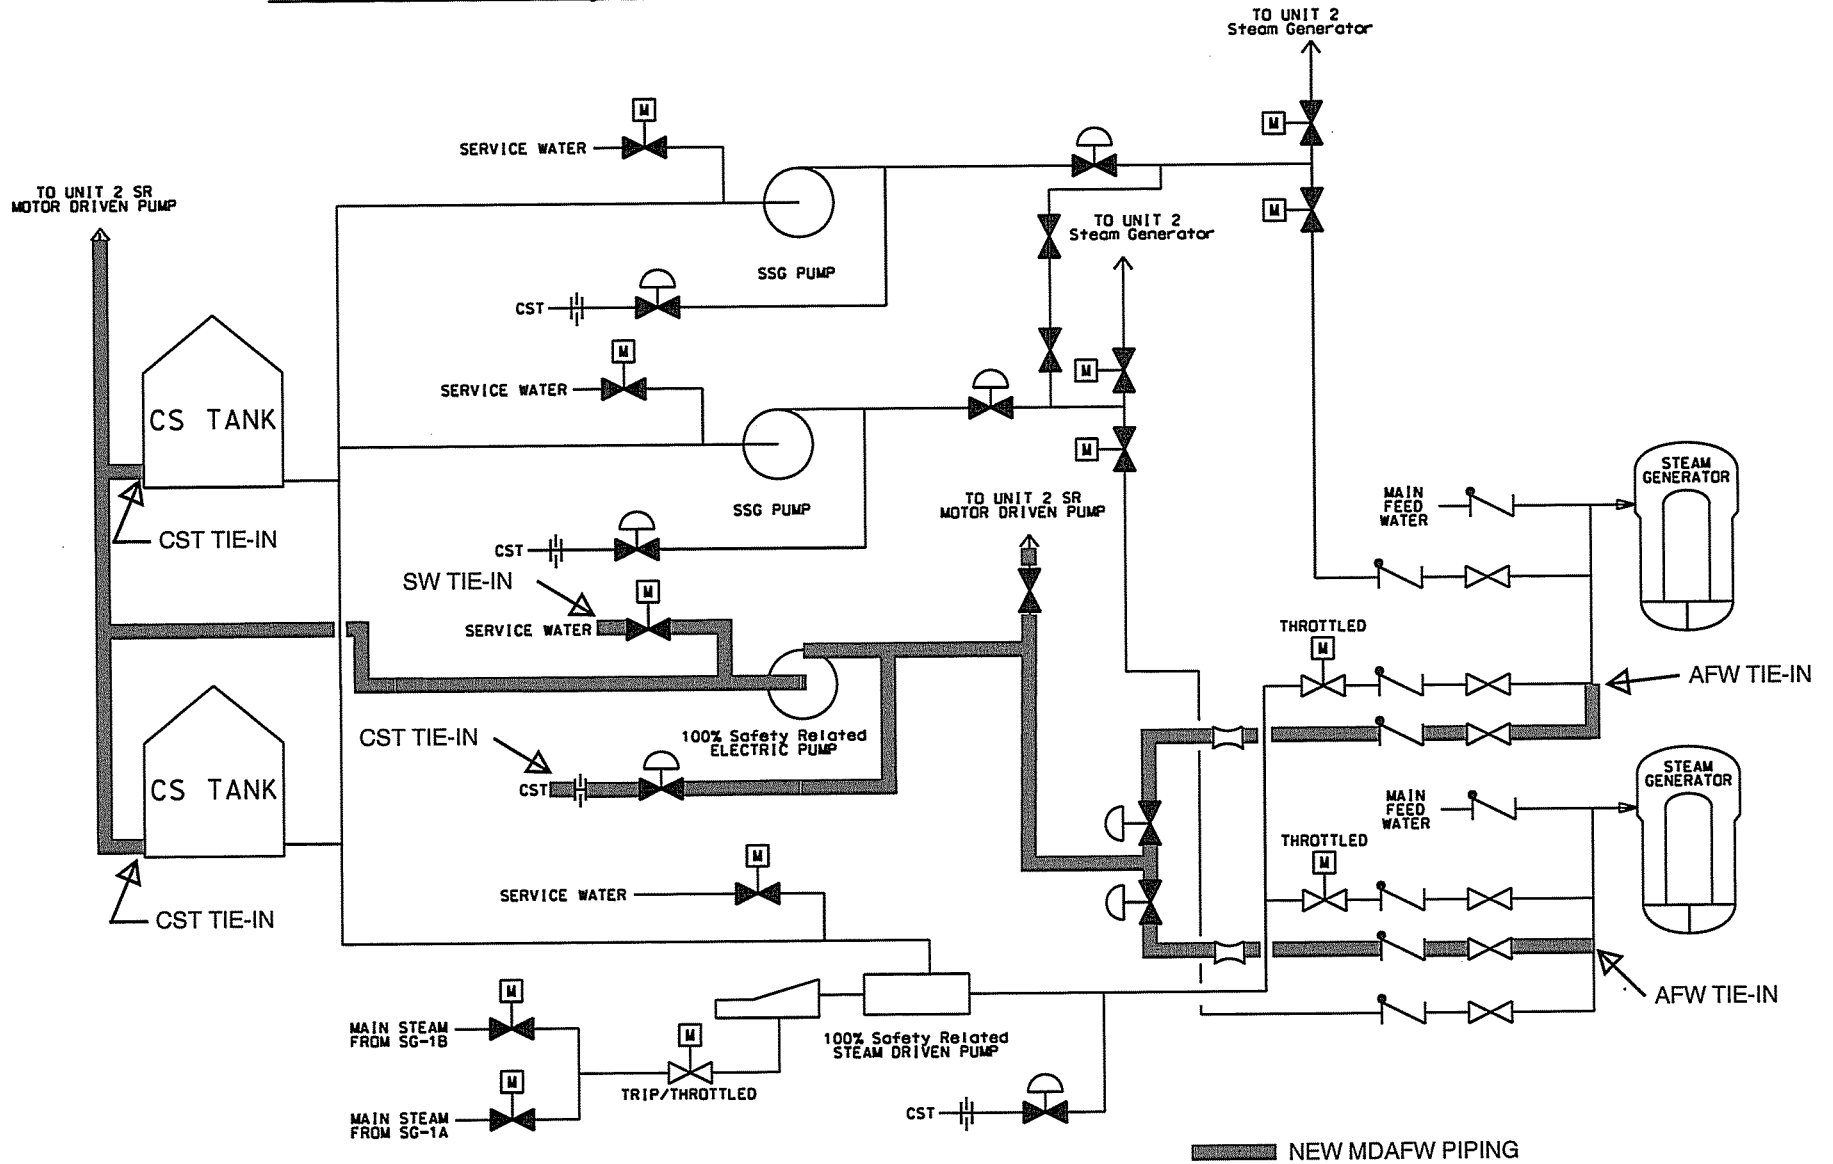 TO UNIT 2
Steam Generator
M
M
SERVICE WATER
M
TO UNIT 2 SR
MOTOR DRIVEN PUMP
TO UNIT 2
Steam Generator
SSG PUMP
CST
M
SERVICE WATER
M
M
CS TANK
SSG PUMP
TO UNIT 2 SR
MOTOR DRIVEN PUMP
STEAM
GENERATOR
MAIN
FEED
WATER
CST TIE-IN
CST
SW TIE-IN
M
SERVICE WATER
THROTTLED
M
AFW TIE-IN
CST TIE-IN
100% Safety Related
ELECTRIC PUMP
CST
CS TANK
STEAM
GENERATOR
MAIN
FEED
WATER
THROTTLED
M
M
SERVICE WATER
CST TIE-IN
AFW TIE-IN
M
MAIN STEAM
FROM SG-1B
M
100% Safety Related
STEAM DRIVEN PUMP
TRIP/THROTTLED
M
MAIN STEAM
FROM SG-1A
CST
NEW MDAFW PIPING